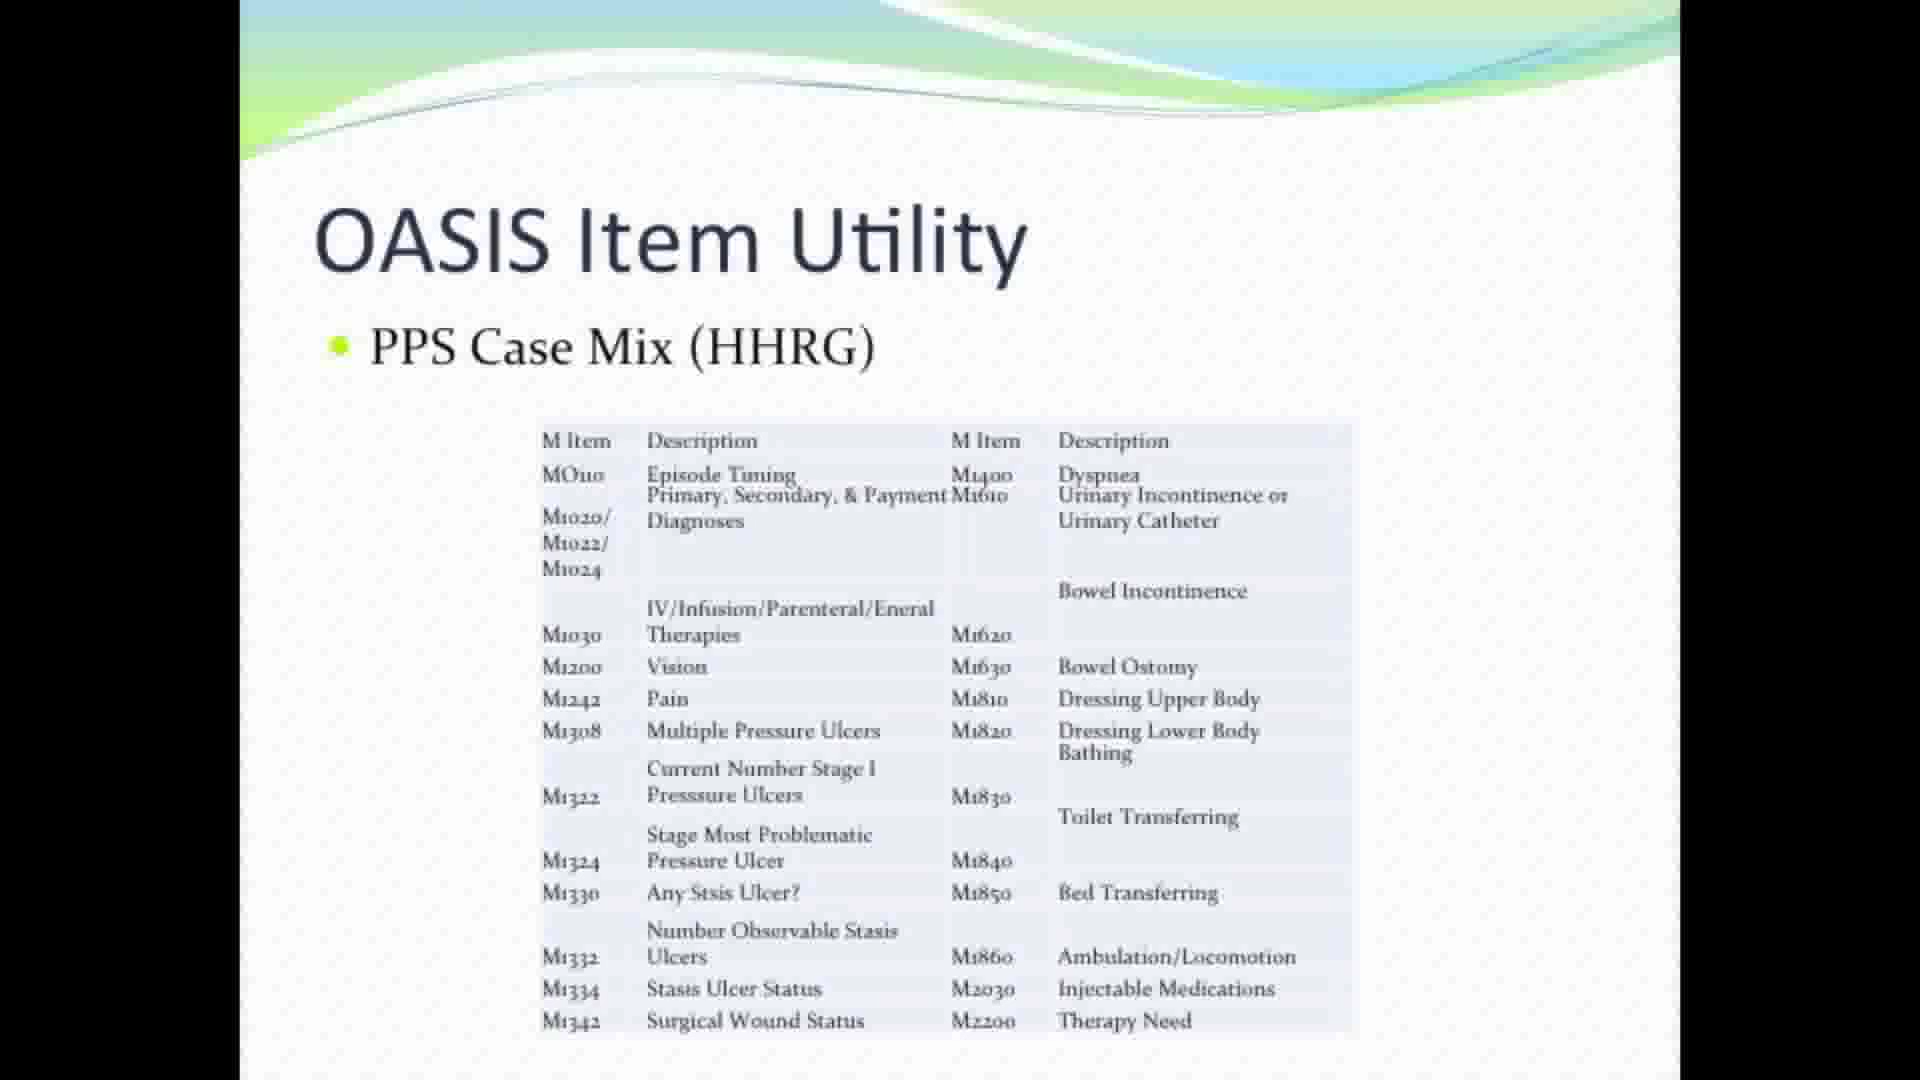 OASIS Item Utility
• PPS Case Mix (HHRG)
M Item Description M Item Description
MO110 Episode Timing M1400 Dyspnea
M1020/ M1022/ M1024 Primary, Secondary, & Payment Diagnoses M1610 Urinary Incontinence or Urinary Catheter
M1030 IV/Infusion/Parenteral/Eneral Therapies M1620 Bowel Incontinence
M1200 Vision M1630 Bowel Ostomy
M1242 Pain M1810 Dressing Upper Body
M1308 Multiple Pressure Ulcers M1820 Dressing Lower Body
M1322 Current Number Stage I Presssure Ulcers M1830 Bathing
M1324 Stage Most Problematic Pressure Ulcer M1840 Toilet Transferring
M1330 Any Stsis Ulcer? M1850 Bed Transferring
M1332 Number Observable Stasis Ulcers M1860 Ambulation/Locomotion
M1334 Stasis Ulcer Status M2030 Injectable Medications
M1342 Surgical Wound Status M2200 Therapy Need